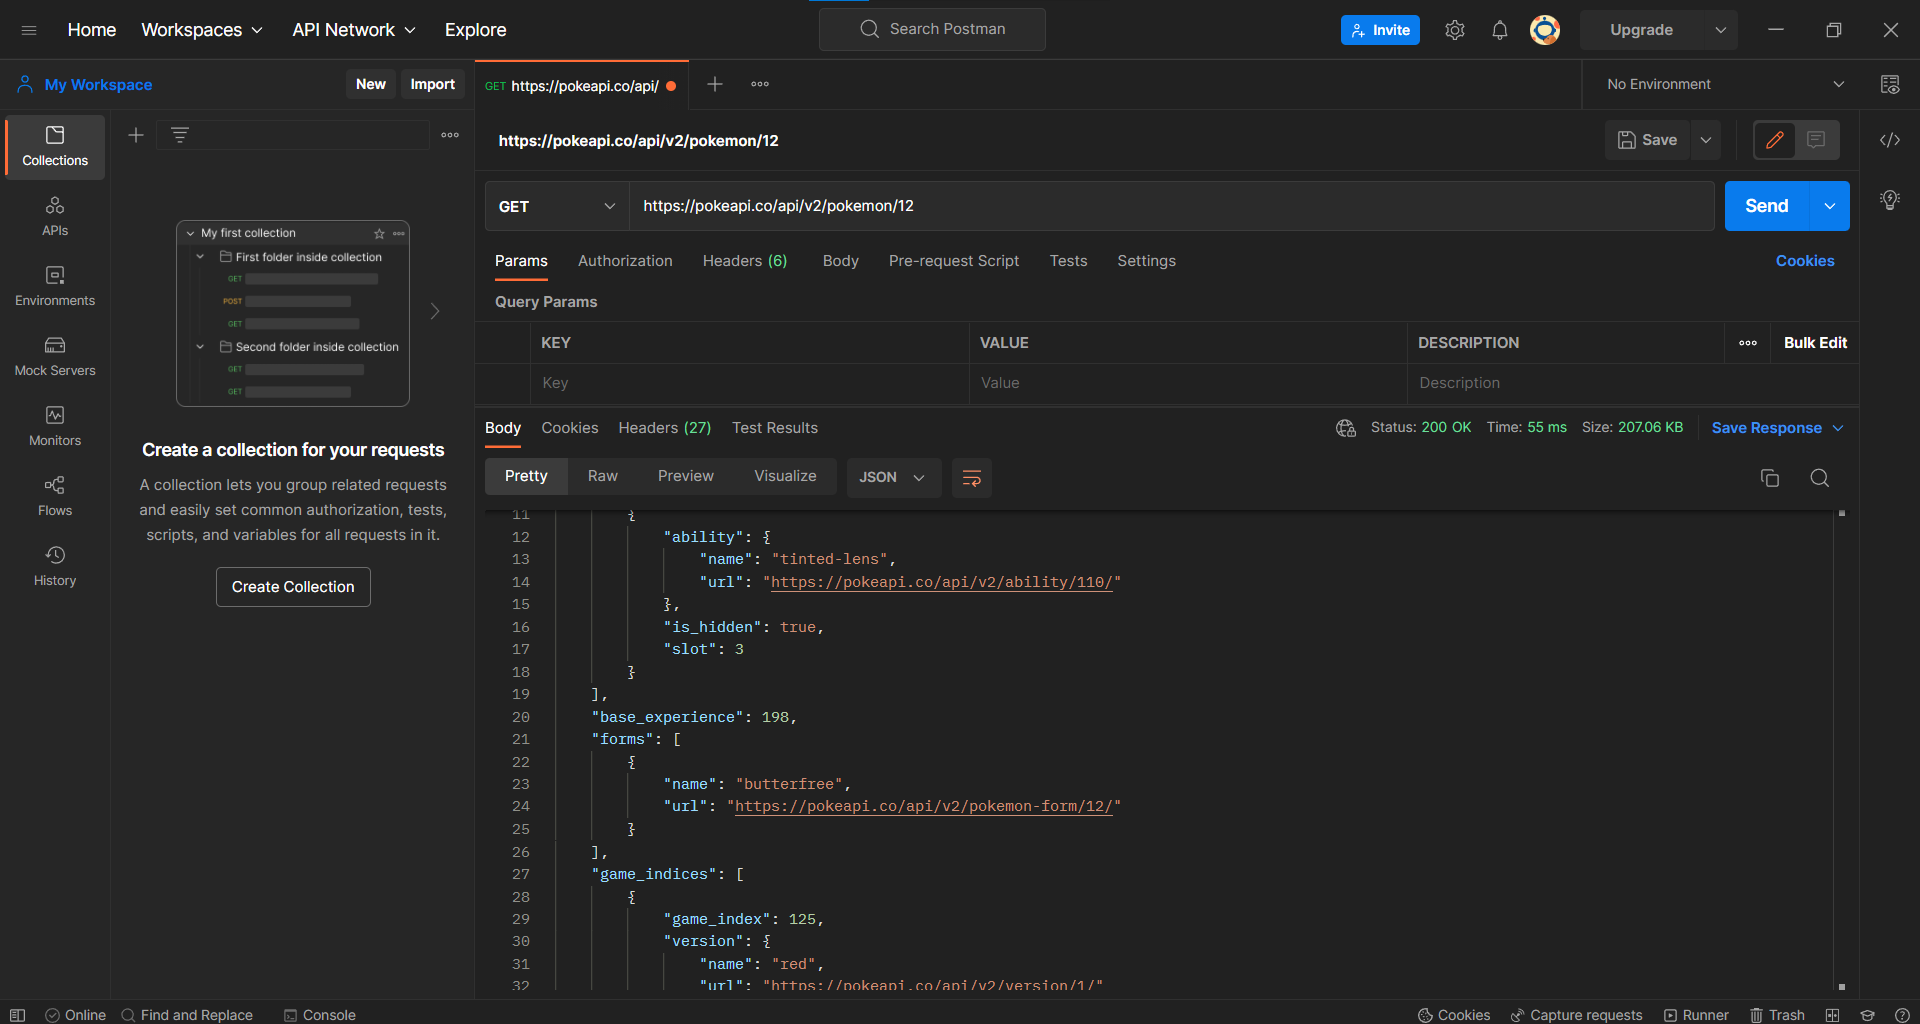 Home Workspaces API Network Explore Search Postman Invite Upgrade
My Workspace New Import GET https://pokeapi.co/api/ No Environment
Collections
APIs
Environments
Mock Servers
Monitors
Flows
History
My first collection
First folder inside collection
GET
POST
GET
Second folder inside collection
GET
GET
Create a collection for your requests
A collection lets you group related requests
and easily set common authorization, tests,
scripts, and variables for all requests in it.
Create Collection
https://pokeapi.co/api/v2/pokemon/12 Save
GET https://pokeapi.co/api/v2/pokemon/12 Send
Params Authorization Headers (6) Body Pre-request Script Tests Settings Cookies
Query Params
KEY VALUE DESCRIPTION Bulk Edit
Key Value Description
Body Cookies Headers (27) Test Results Status: 200 OK Time: 55 ms Size: 207.06 KB Save Response
Pretty Raw Preview Visualize JSON
11 {
12 "ability": {
13 "name": "tinted-lens",
14 "url": "https://pokeapi.co/api/v2/ability/110/"
15 },
16 "is_hidden": true,
17 "slot": 3
18 }
19 ],
20 "base_experience": 198,
21 "forms": [
22 {
23 "name": "butterfree",
24 "url": "https://pokeapi.co/api/v2/pokemon-form/12/"
25 }
26 ],
27 "game_indices": [
28 {
29 "game_index": 125,
30 "version": {
31 "name": "red",
32 "url": "https://pokeapi.co/api/v2/version/1/"
Online Find and Replace Console Cookies Capture requests Runner Trash